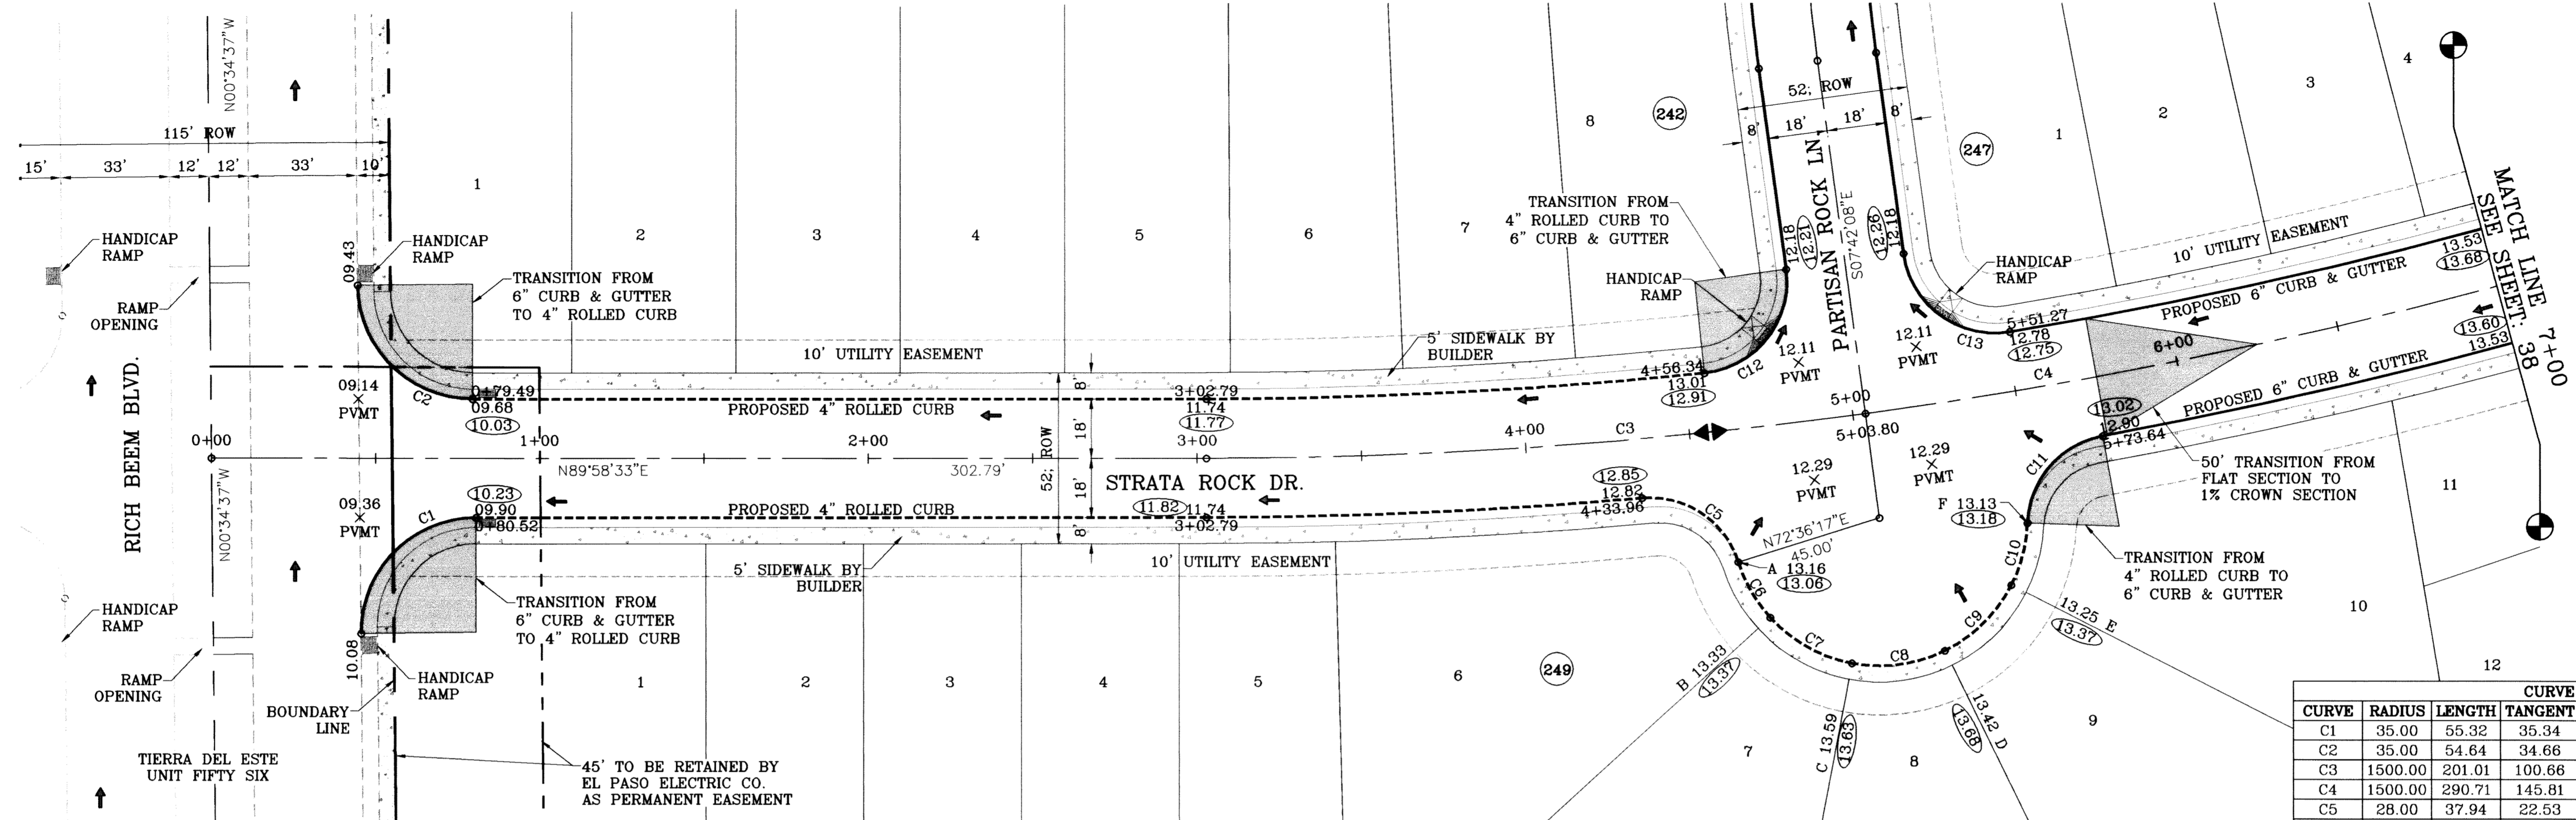 N00°34'37"W
115' ROW
15'
33'
12'
12'
33'
10'
HANDICAP
RAMP
RAMP
OPENING
RICH BEEM BLVD.
09.43
HANDICAP
RAMP
TRANSITION FROM
6" CURB & GUTTER
TO 4" ROLLED CURB
1
2
3
4
5
6
7
8
242
52; ROW
8'
18'
18'
8'
247
1
2
3
4
TRANSITION FROM
4" ROLLED CURB TO
6" CURB & GUTTER
HANDICAP
RAMP
12.18
12.21
PARTISAN ROCK LN.
S07°42'08"E
12.26
12.18
HANDICAP
RAMP
10' UTILITY EASEMENT
PROPOSED 6" CURB & GUTTER
13.53
13.68
MATCH LINE 7+00
SEE SHEET: 38
13.60
13.53
10' UTILITY EASEMENT
5' SIDEWALK BY
BUILDER
09.14
PVMT
C2
0+79.49
09.68
10.03
PROPOSED 4" ROLLED CURB
3+02.79
11.74
11.77
8'
18'
52; ROW
18'
8'
4+56.34
13.01
12.91
C12
12.11
PVMT
12.11
PVMT
C13
5+51.27
12.78
12.75
6+00
C4
PROPOSED 6" CURB & GUTTER
0+00
1+00
2+00
3+00
4+00
C3
5+00
5+03.80
N89°58'33"E
302.79'
STRATA ROCK DR.
N00°34'37"W
09.36
PVMT
C1
10.23
09.90
0+80.52
PROPOSED 4" ROLLED CURB
11.82
11.74
3+02.79
12.85
12.82
4+33.96
C5
12.29
PVMT
12.29
PVMT
13.02
12.90
5+73.64
C11
50' TRANSITION FROM
FLAT SECTION TO
1% CROWN SECTION
N72°36'17"E
45.00'
A 13.16
13.06
F 13.13
13.18
C6
C7
C8
C9
C10
TRANSITION FROM
4" ROLLED CURB TO
6" CURB & GUTTER
13.25 E
13.37
B 13.33
13.37
C 13.59
13.63
13.42 D
13.68
5' SIDEWALK BY
BUILDER
10' UTILITY EASEMENT
HANDICAP
RAMP
RAMP
OPENING
10.08
HANDICAP
RAMP
TRANSITION FROM
6" CURB & GUTTER
TO 4" ROLLED CURB
BOUNDARY
LINE
TIERRA DEL ESTE
UNIT FIFTY SIX
45' TO BE RETAINED BY
EL PASO ELECTRIC CO.
AS PERMANENT EASEMENT
1
2
3
4
5
6
249
7
8
9
10
11
12
CURVE
CURVE RADIUS LENGTH TANGENT
C1 35.00 55.32 35.34
C2 35.00 54.64 34.66
C3 1500.00 201.01 100.66
C4 1500.00 290.71 145.81
C5 28.00 37.94 22.53